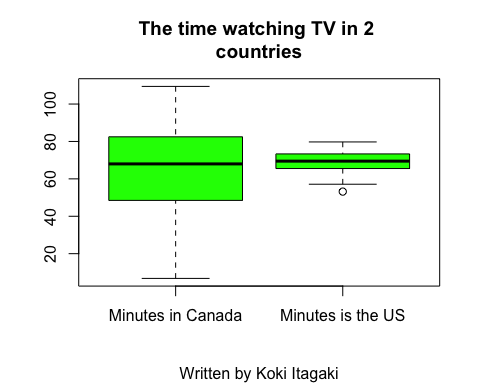 The time watching TV in 2
countries
100
80
60
40
20
Minutes in Canada
Minutes is the US
Written by Koki Itagaki